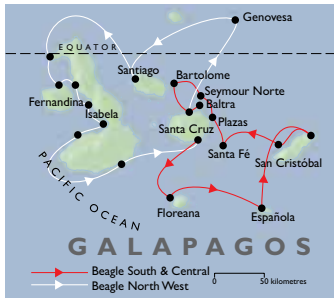 Genovesa
EQUATOR
Santiago
Bartolome
Seymour Norte
Baltra
Fernandina
Isabela
Plazas
Santa Cruz
Santa Fé
San Cristóbal
PACIFIC OCEAN
Floreana
Española
GALAPAGOS
Beagle South & Central
0 50 kilometres
Beagle North West